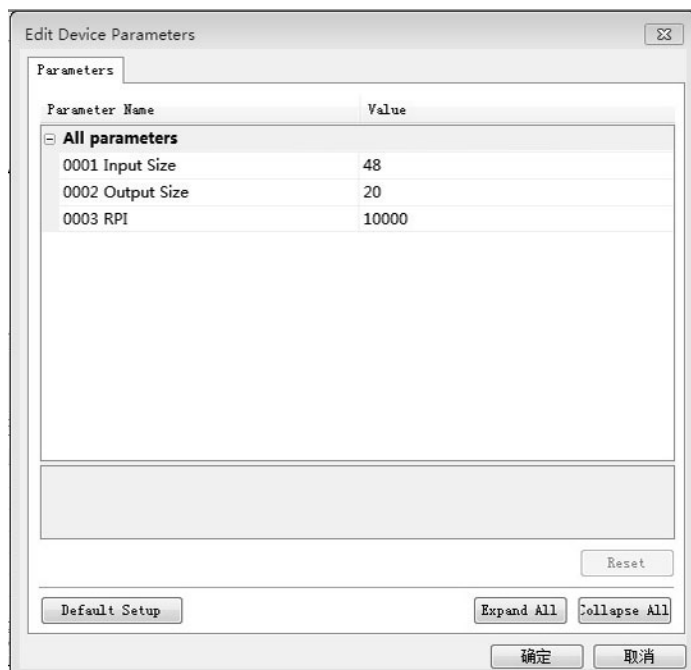 Edit Device Parameters
Parameters
Parameter Name Value
All parameters
0001 Input Size 48
0002 Output Size 20
0003 RPI 10000
Reset
Default Setup Expand All Collapse All
确定 取消